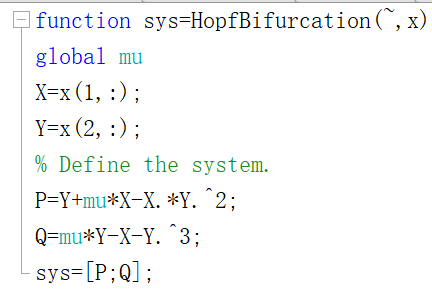 function sys=HopfBifurcation(~,x)
global mu
X=x(1,:);
Y=x(2,:);
% Define the system.
P=Y+mu*X-X.*Y.^2;
Q=mu*Y-X-Y.^3;
sys=[P;Q];